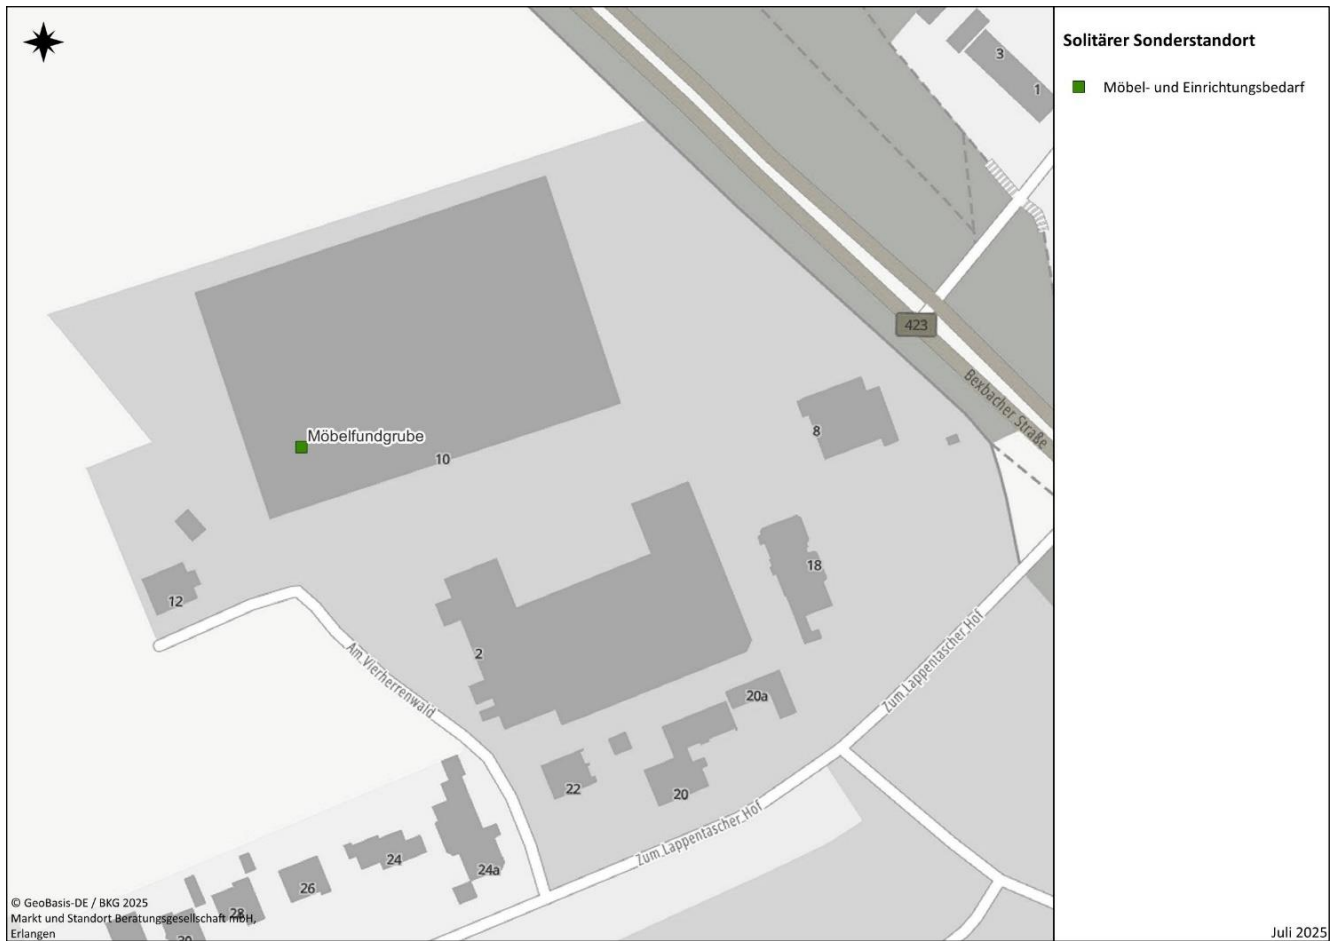 Solitärer Sonderstandort
Möbel- und Einrichtungsbedarf
3
1
423
Bexbacher Straße
Möbelfundgrube
10
8
12
18
2
Am Vierherrenwald
Zum Lappentascher Hof
20a
22
20
Zum Lappentascher Hof
24
24a
26
28
30
© GeoBasis-DE / BKG 2025
Markt und Standort Beratungsgesellschaft mbH,
Erlangen
Juli 2025